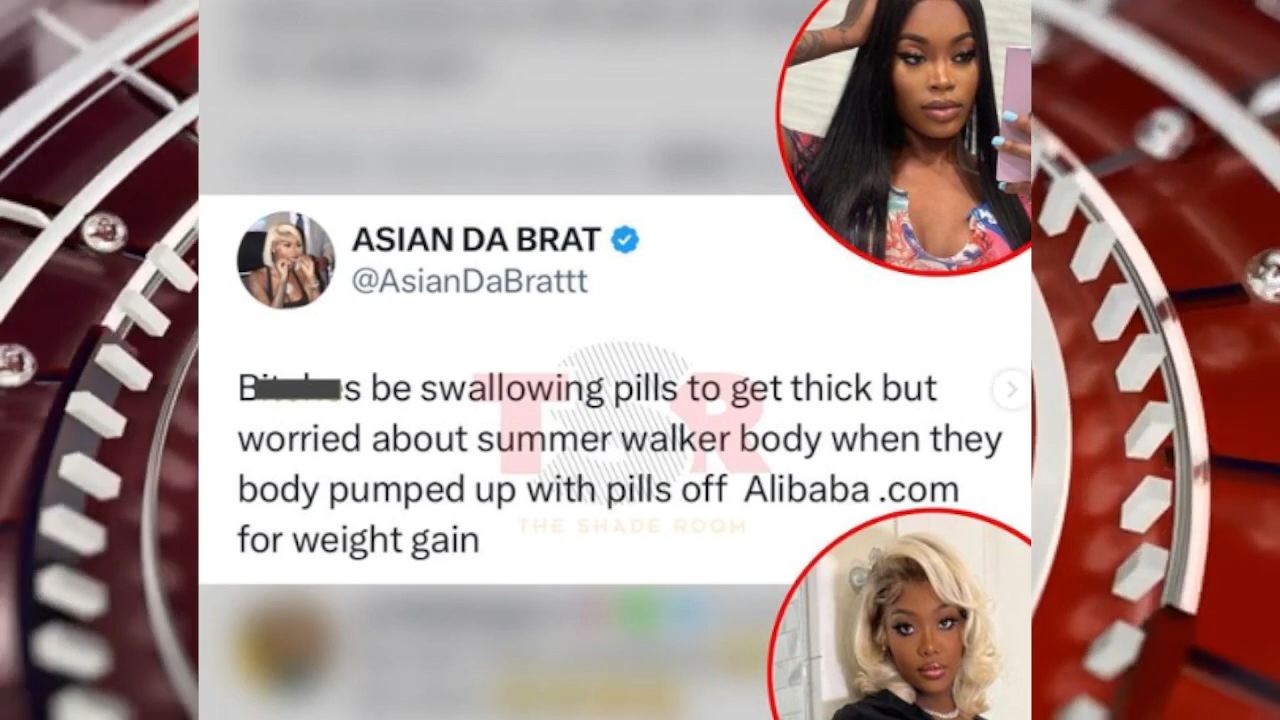 ASIAN DA BRAT
@AsianDaBrattt
B s be swallowing pills to get thick but
worried about summer walker body when they
body pumped up with pills off Alibaba .com
for weight gain
TSR
THE SHADE ROOM